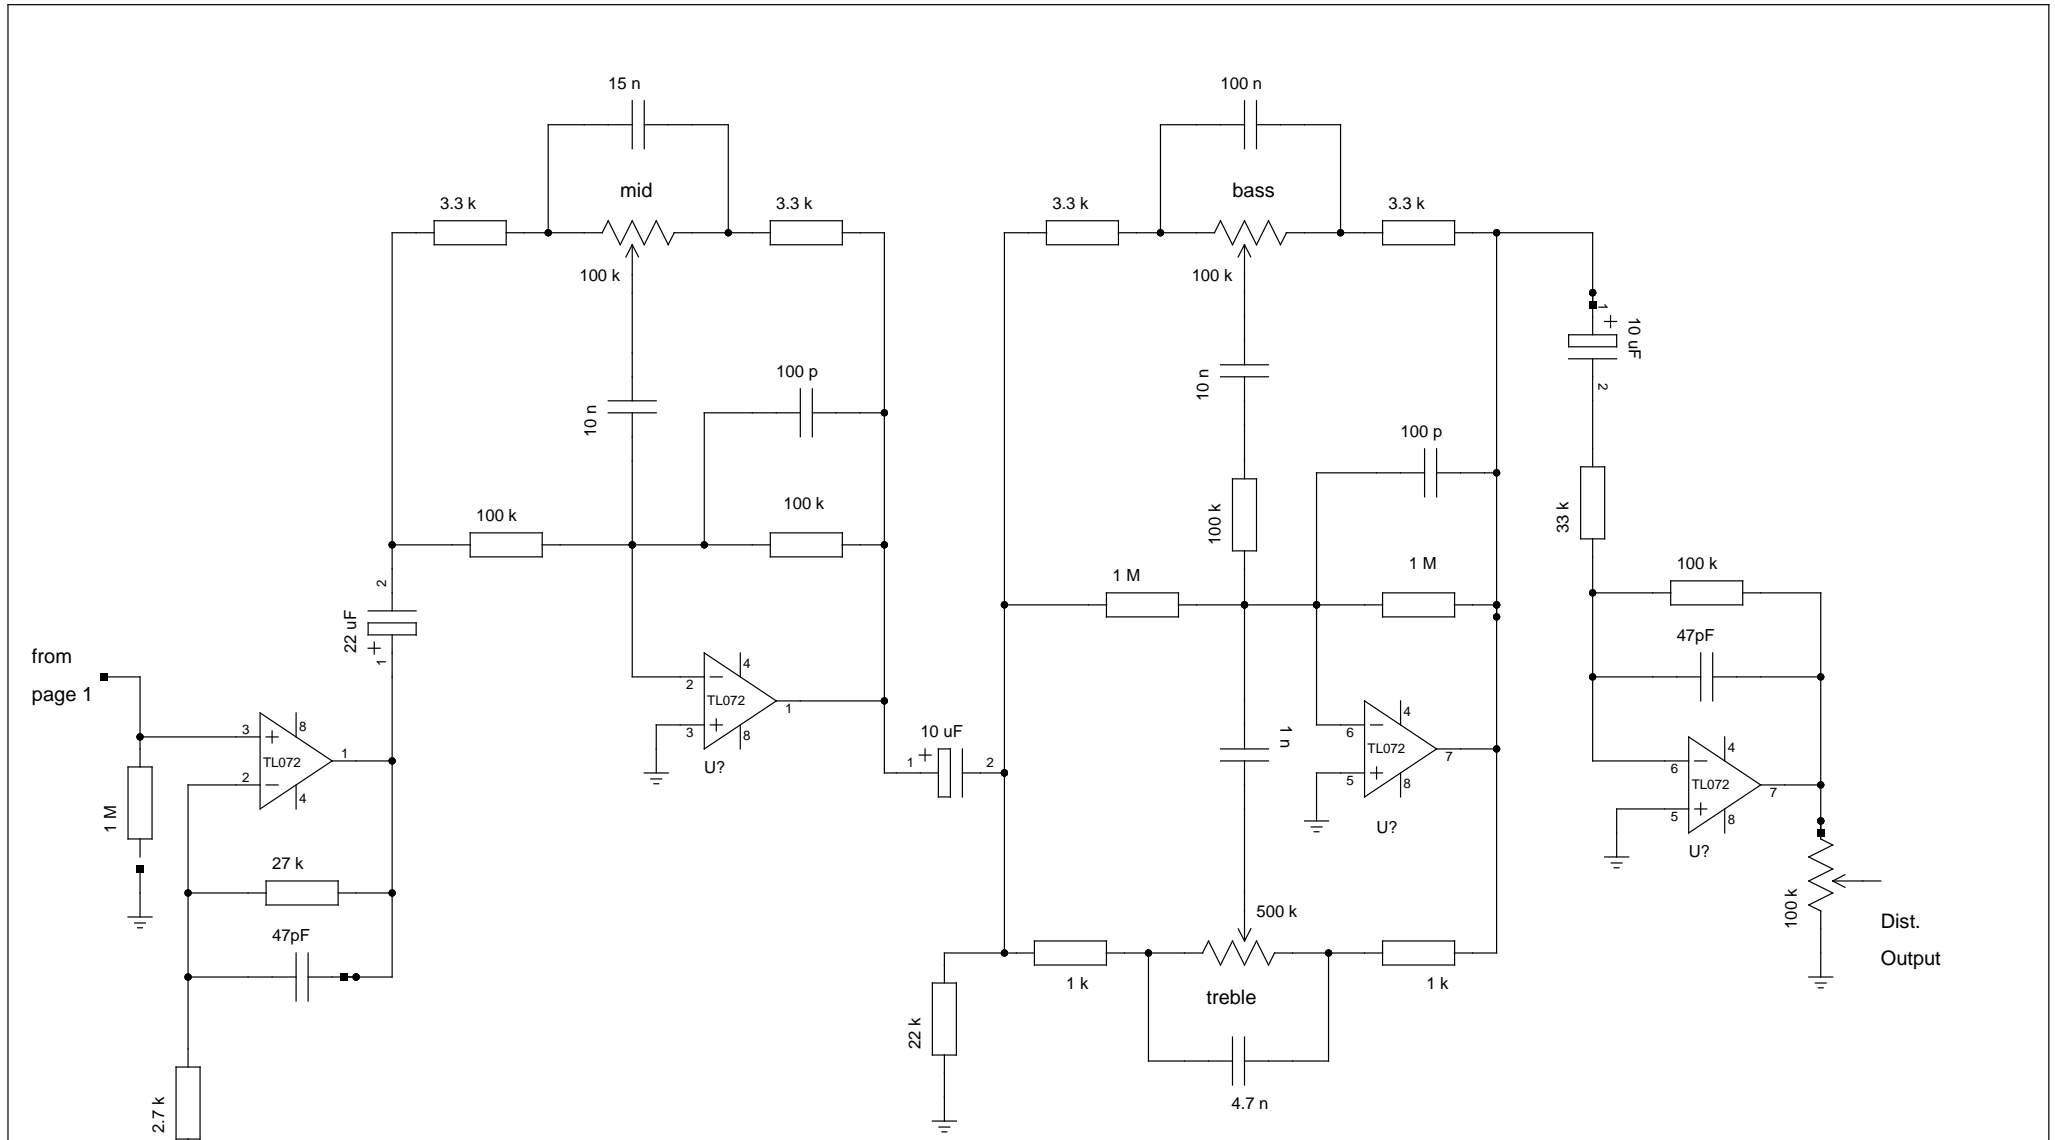 15 n
100 n
mid
bass
3.3 k
3.3 k
3.3 k
3.3 k
100 k
100 k
1
+
10 uF
2
100 p
10 n
10 n
100 p
100 k
100 k
100 k
33 k
100 k
1 M
1 M
2
22 uF
+
1
47pF
from
page 1
4
2
TL072
1
3
8
U?
3
8
TL072
1
2
4
10 uF
1
+
2
1 n
4
6
TL072
7
5
8
U?
4
6
TL072
7
5
8
U?
1 M
27 k
47pF
500 k
100 k
Dist.
Output
1 k
1 k
treble
22 k
4.7 n
2.7 k